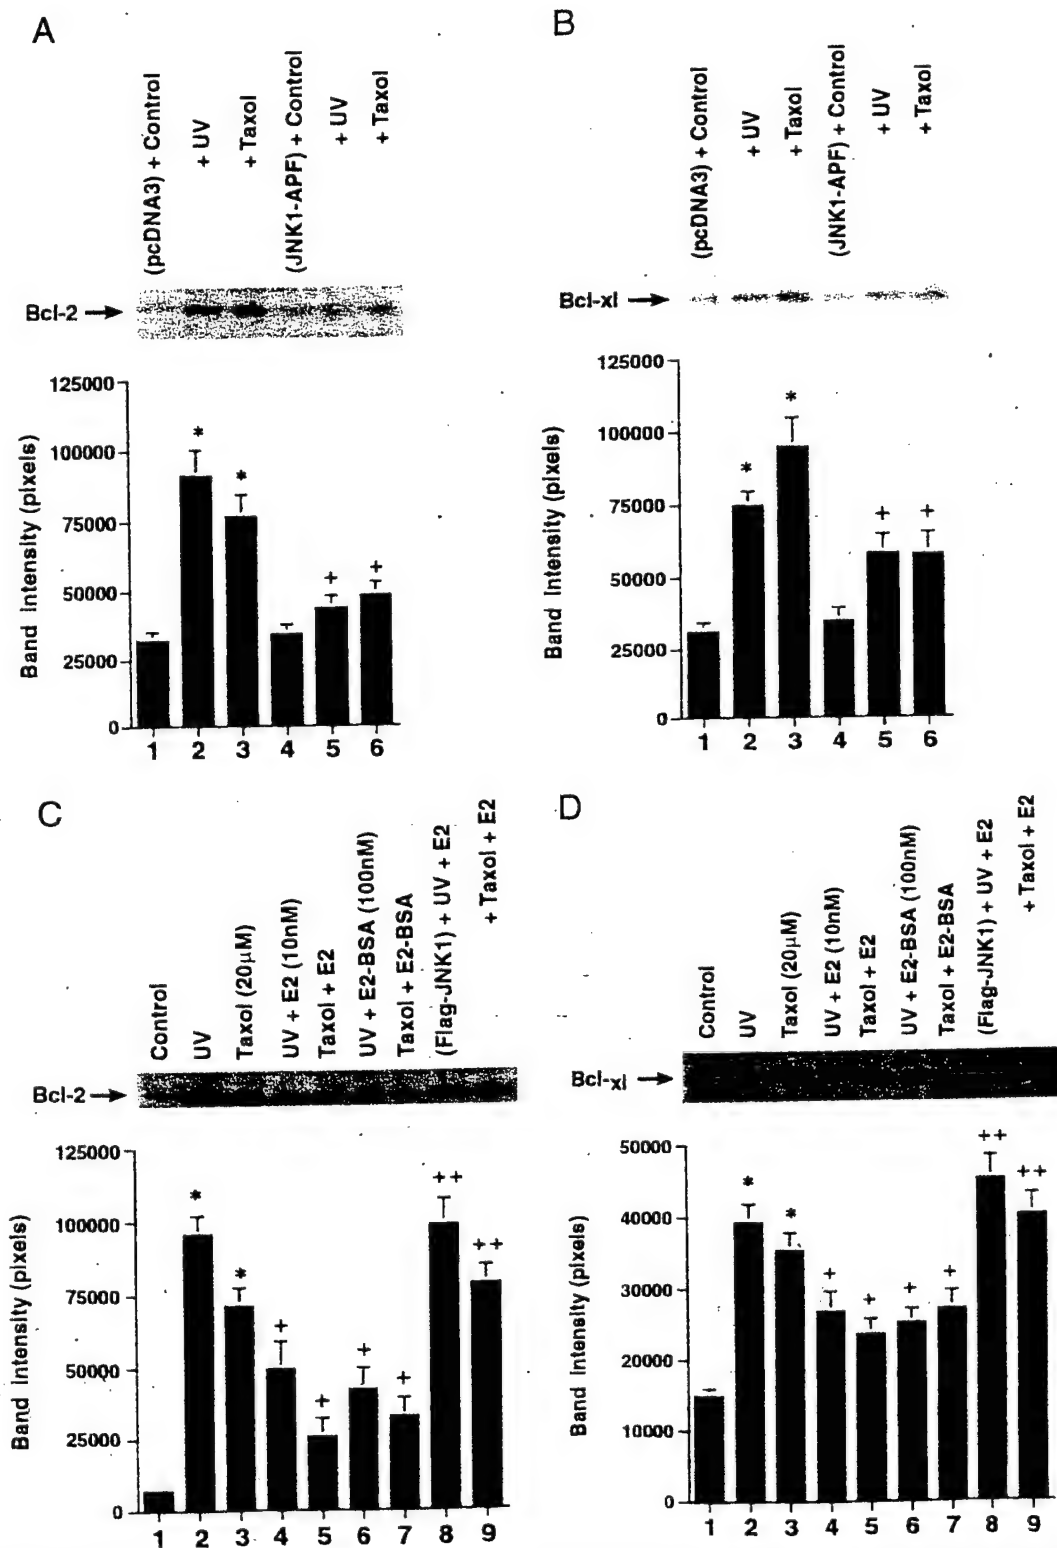 A
(pcDNA3) + Control
+ UV
+ Taxol
(JNK1-APF) + Control
+ UV
+ Taxol
Bcl-2
Band Intensity (pixels)
125000
100000
75000
50000
25000
0
*
*
+
+
1 2 3 4 5 6
B
(pcDNA3) + Control
+ UV
+ Taxol
(JNK1-APF) + Control
+ UV
+ Taxol
Bcl-xl
Band Intensity (pixels)
125000
100000
75000
50000
25000
0
*
*
+
+
1 2 3 4 5 6
C
Control
UV
Taxol (20µM)
UV + E2 (10nM)
Taxol + E2
UV + E2-BSA (100nM)
Taxol + E2-BSA
(Flag-JNK1) + UV + E2
+ Taxol + E2
Bcl-2
Band Intensity (pixels)
125000
100000
75000
50000
25000
0
*
*
+
+
+
+
++
++
1 2 3 4 5 6 7 8 9
D
Control
UV
Taxol (20µM)
UV + E2 (10nM)
Taxol + E2
UV + E2-BSA (100nM)
Taxol + E2-BSA
(Flag-JNK1) + UV + E2
+ Taxol + E2
Bcl-xl
Band Intensity (pixels)
50000
40000
30000
20000
10000
0
*
*
+
+
+
+
++
++
1 2 3 4 5 6 7 8 9